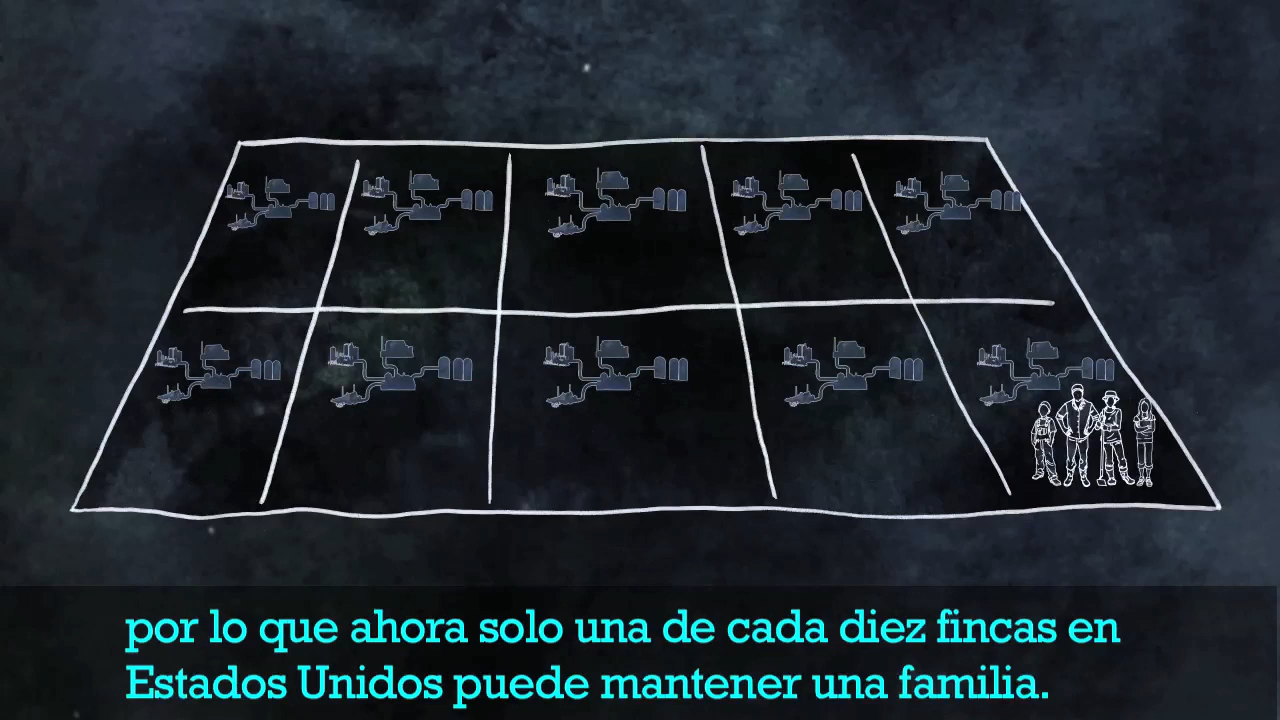 por lo que ahora solo una de cada diez fincas en
Estados Unidos puede mantener una familia.